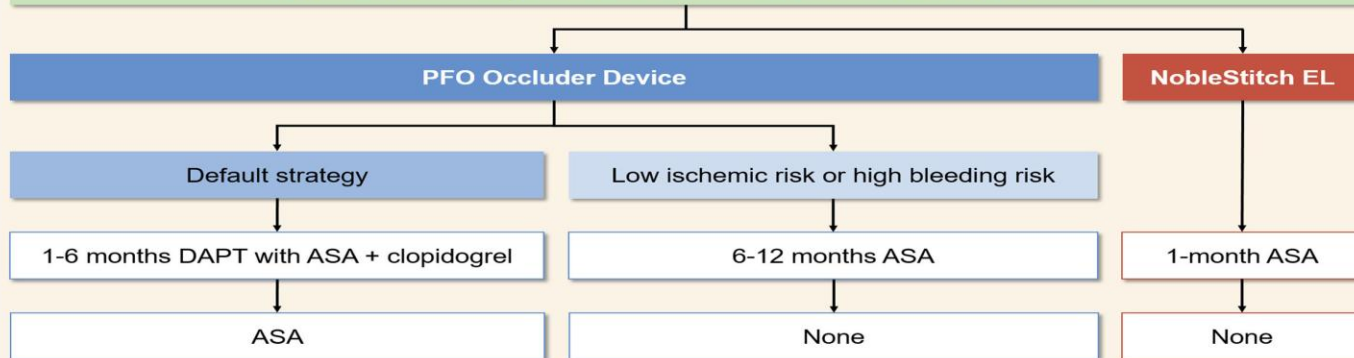 PFO Occluder Device
NobleStitch EL
Default strategy
Low ischemic risk or high bleeding risk
1-6 months DAPT with ASA + clopidogrel
6-12 months ASA
1-month ASA
ASA
None
None